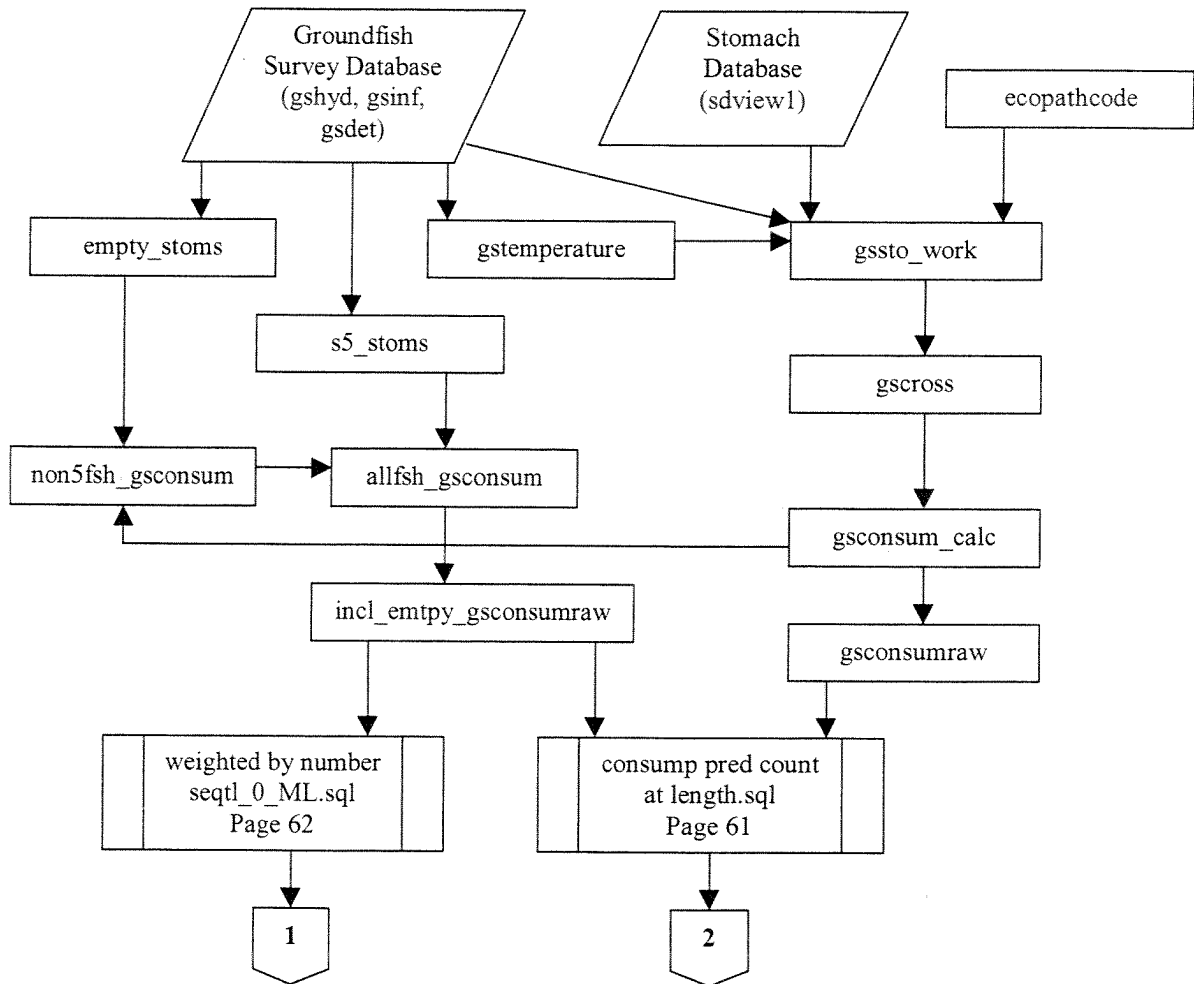 Groundfish
Survey Database
(gshyd, gsinf,
gsdet)
Stomach
Database
(sdview1)
ecopathcode
empty_stoms
gstemperature
gssto_work
s5_stoms
gscross
non5fsh_gsconsum
allfsh_gsconsum
gsconsum_calc
incl_emtpy_gsconsumraw
gsconsumraw
weighted by number
seqtl_0_ML.sql
Page 62
consump pred count
at length.sql
Page 61
1
2